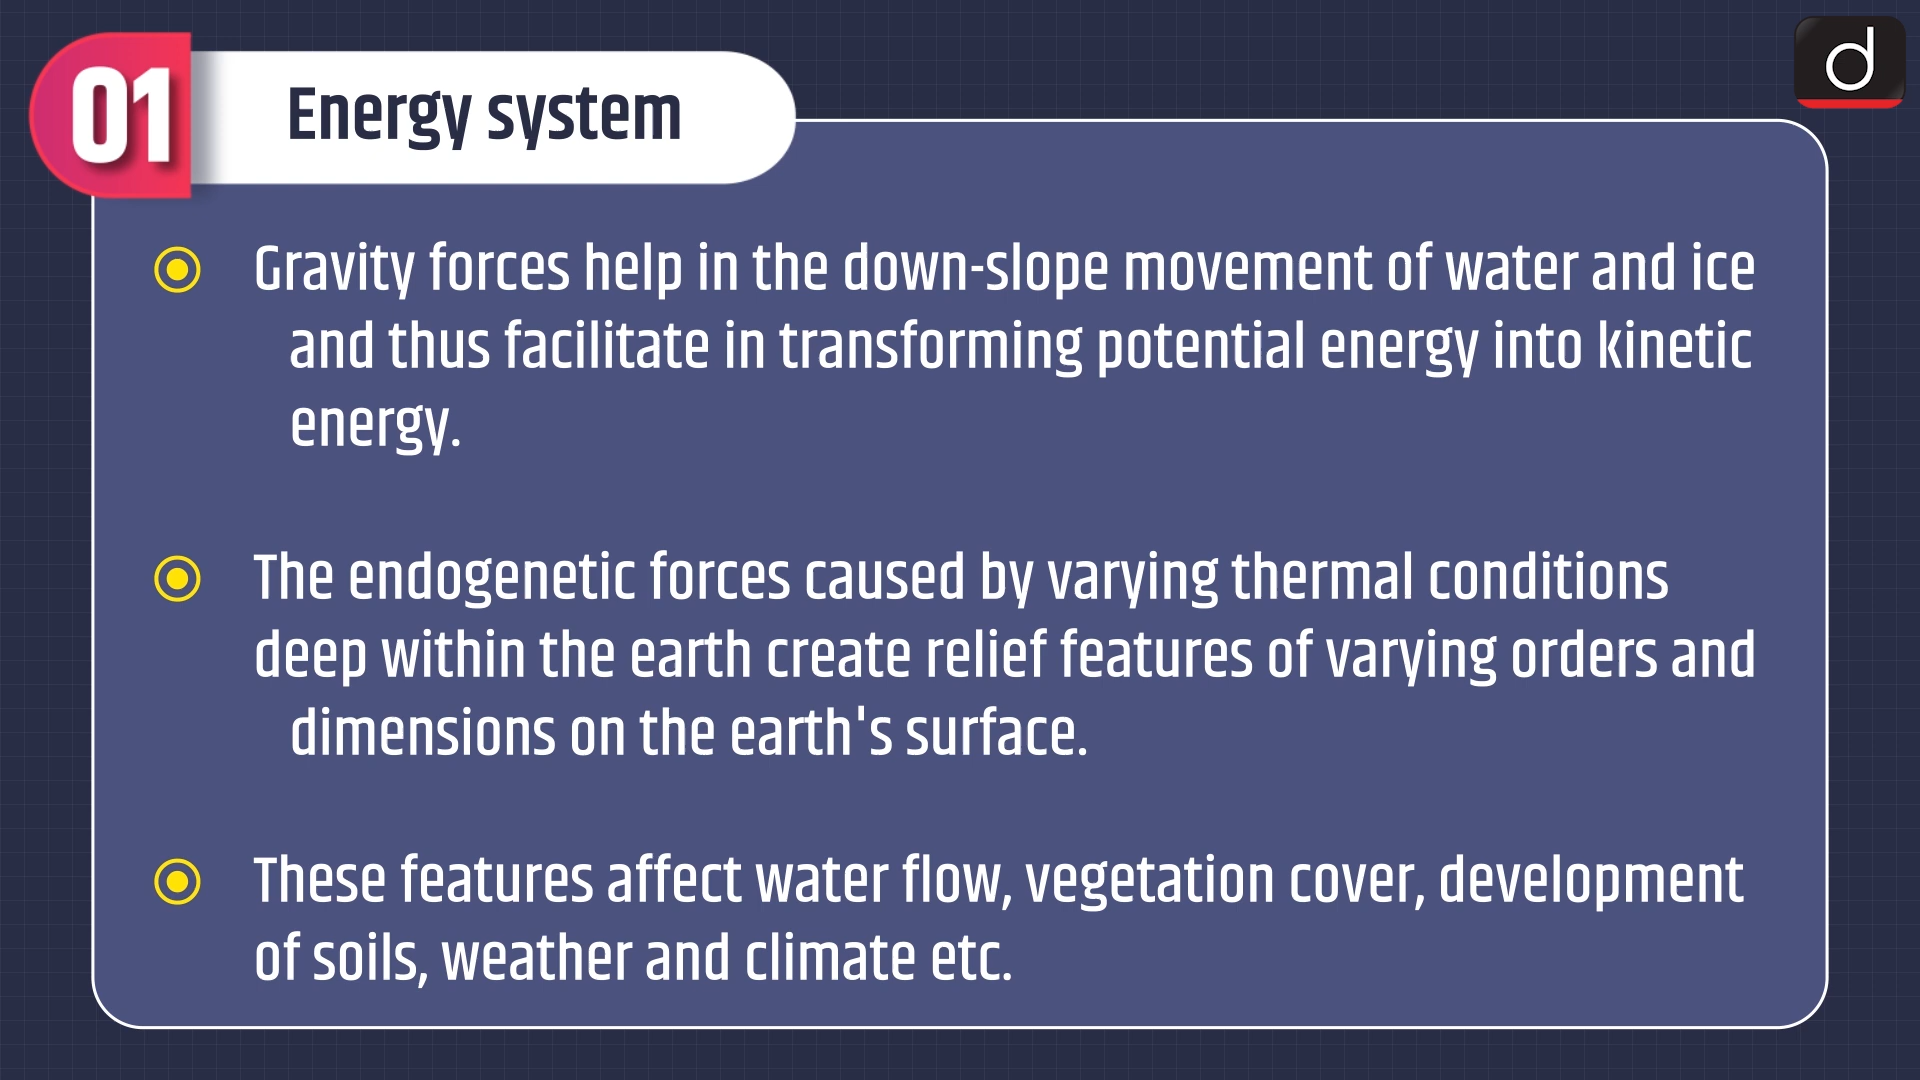 01
Energy system
d
Gravity forces help in the down-slope movement of water and ice
and thus facilitate in transforming potential energy into kinetic
energy.
The endogenetic forces caused by varying thermal conditions
deep within the earth create relief features of varying orders and
dimensions on the earth's surface.
These features affect water flow, vegetation cover, development
of soils, weather and climate etc.